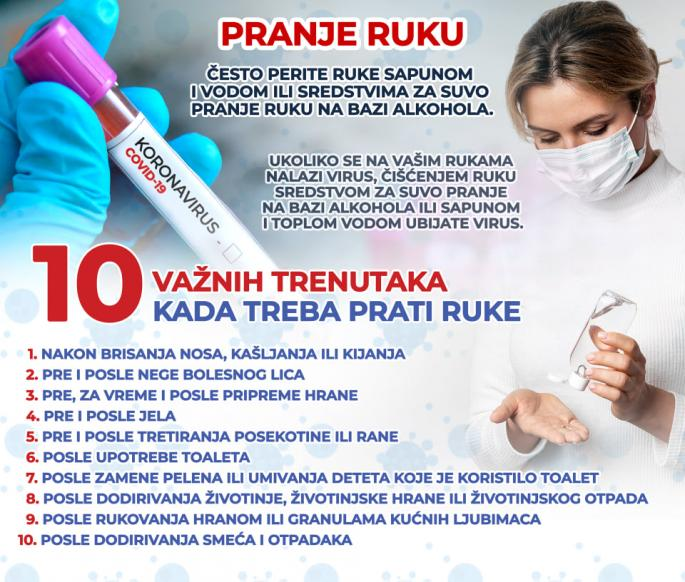 PRANJE RUKU
ČESTO PERITE RUKE SAPUNOM
I VODOM ILI SREDSTVIMA ZA SUVO
PRANJE RUKU NA BAZI ALKOHOLA.
KORONAVIRUS -
COVID-19
UKOLIKO SE NA VAŠIM RUKAMA
NALAZI VIRUS, ČIŠĆENJEM RUKU
SREDSTVOM ZA SUVO PRANJE
NA BAZI ALKOHOLA ILI SAPUNOM
I TOPLOM VODOM UBIJATE VIRUS.
10 VAŽNIH TRENUTAKA
KADA TREBA PRATI RUKE
1. NAKON BRISANJA NOSA, KAŠLJANJA ILI KIJANJA
2. PRE I POSLE NEGE BOLESNOG LICA
3. PRE, ZA VREME I POSLE PRIPREME HRANE
4. PRE I POSLE JELA
5. PRE I POSLE TRETIRANJA POSEKOTINE ILI RANE
6. POSLE UPOTREBE TOALETA
7. POSLE ZAMENE PELENA ILI UMIVANJA DETETA KOJE JE KORISTILO TOALET
8. POSLE DODIRIVANJA ŽIVOTINJE, ŽIVOTINJSKE HRANE ILI ŽIVOTINJSKOG OTPADA
9. POSLE RUKOVANJA HRANOM ILI GRANULAMA KUĆNIH LJUBIMACA
10. POSLE DODIRIVANJA SMEĆA I OTPADAKA